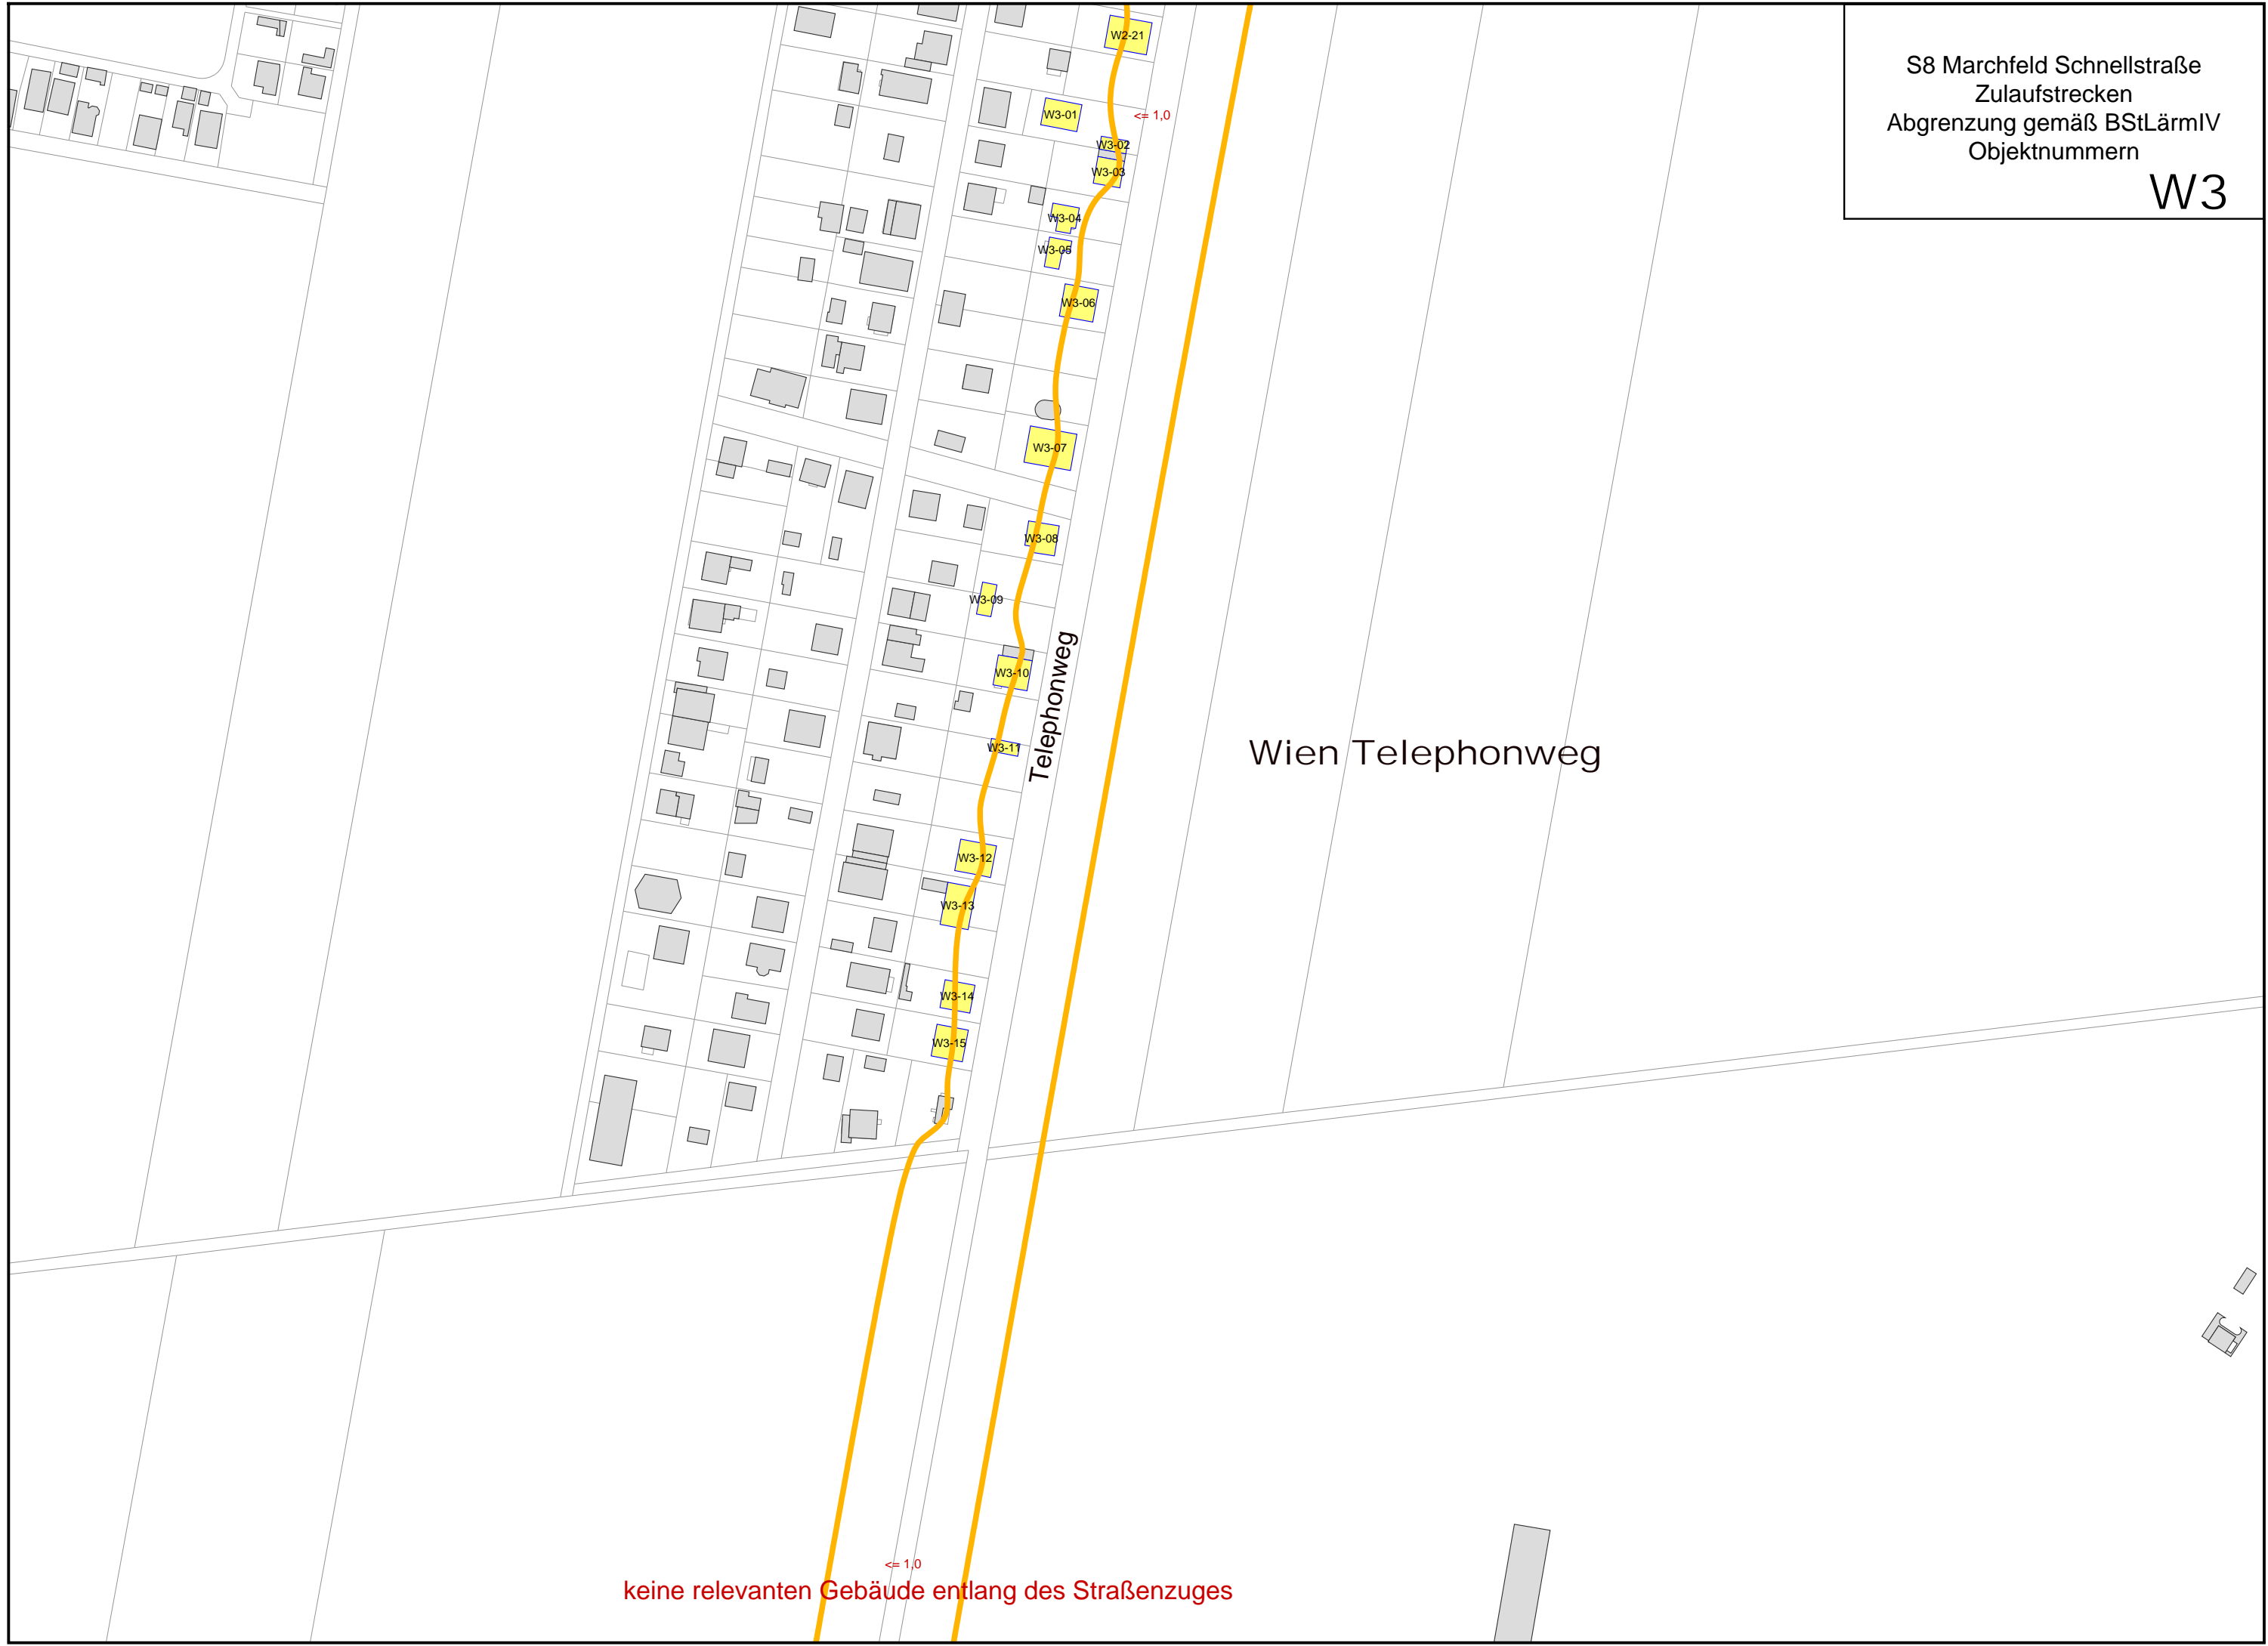 S8 Marchfeld Schnellstraße
Zulaufstrecken
Abgrenzung gemäß BStLärmIV
Objektnummern
W3
W2-21
W3-01
<= 1,0
W3-02
W3-03
W3-04
W3-05
W3-06
W3-07
W3-08
W3-09
W3-10
Telephonweg
W3-11
Wien Telephonweg
W3-12
W3-13
W3-14
W3-15
<= 1,0
keine relevanten Gebäude entlang des Straßenzuges